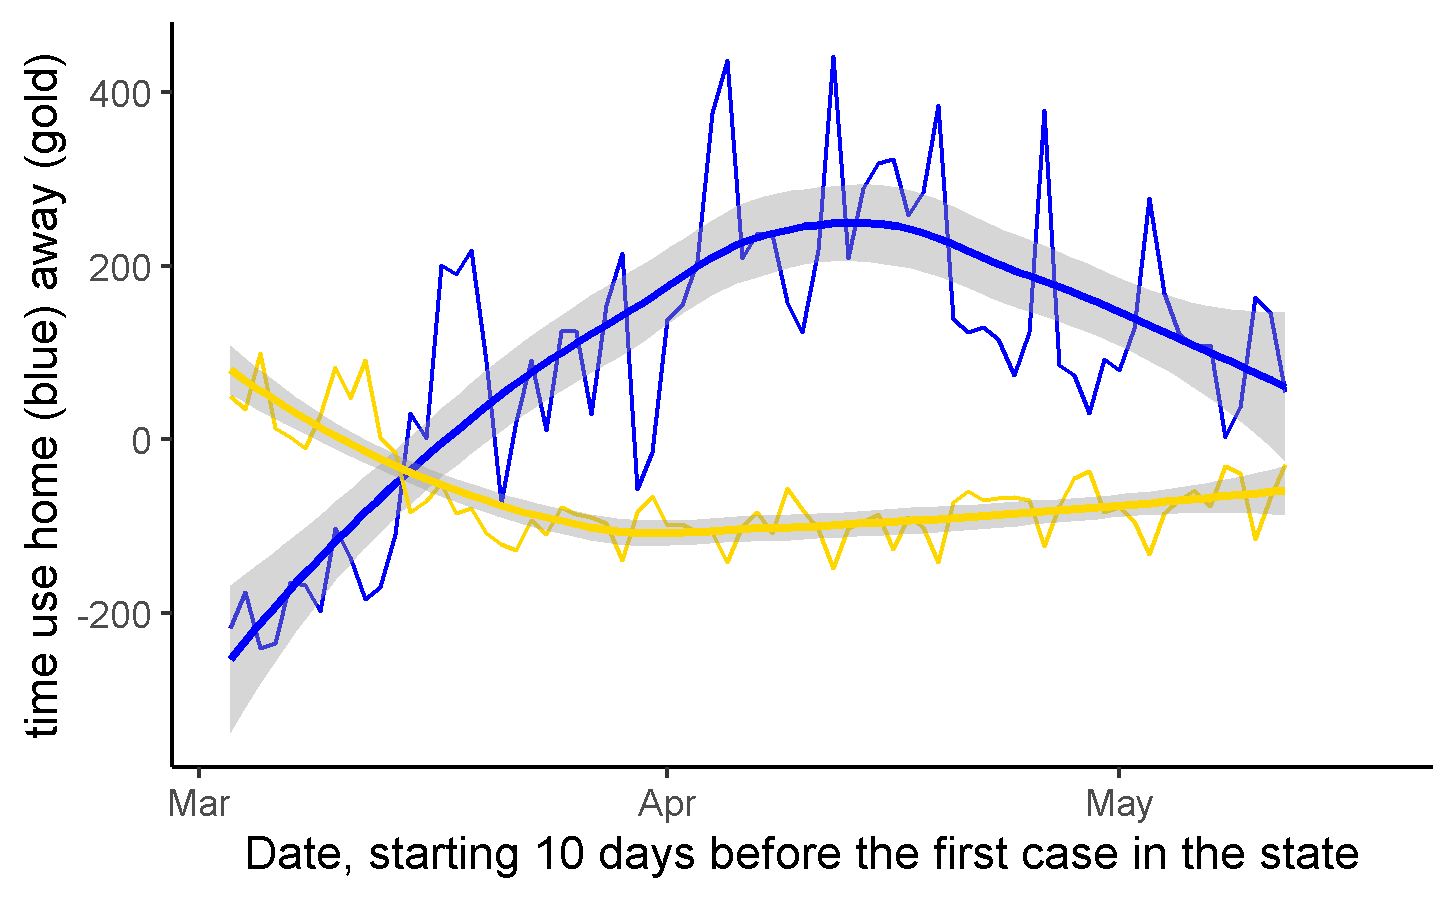 time use home (blue) away (gold)
400
200
0
-200
Mar
Apr
May
Date, starting 10 days before the first case in the state